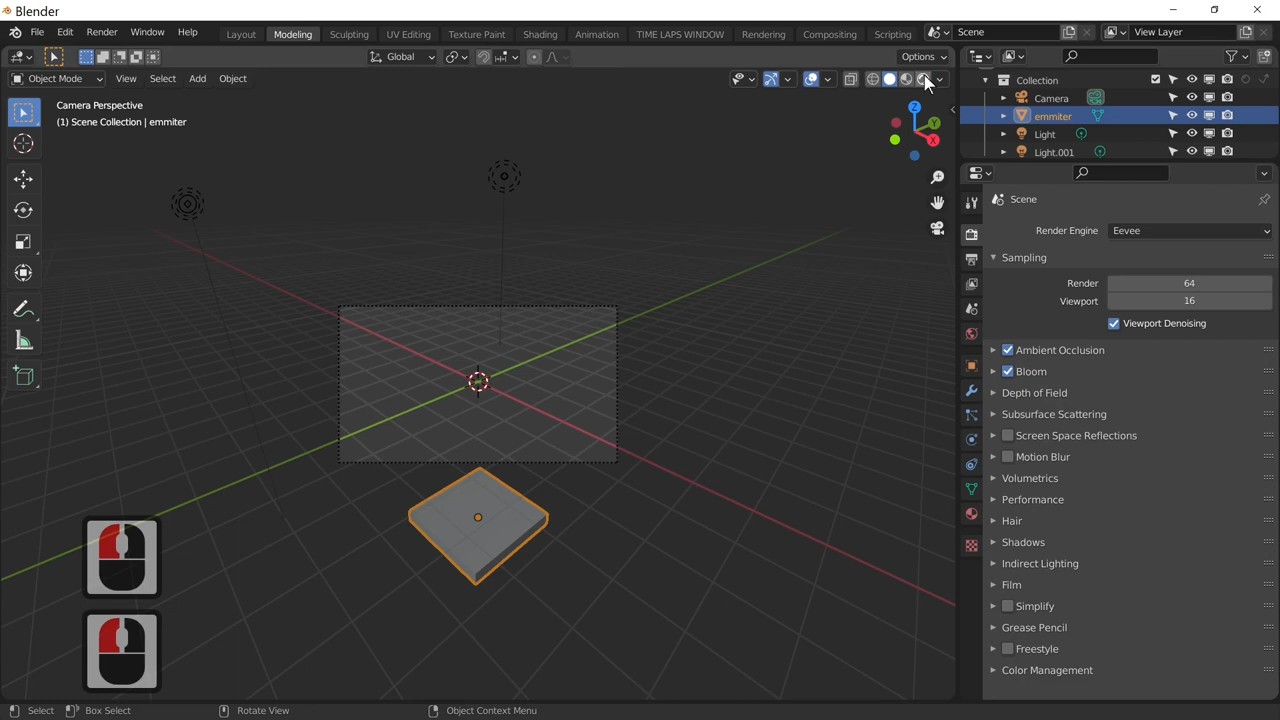 Blender
File Edit Render Window Help
Layout Modeling Sculpting UV Editing Texture Paint Shading Animation TIME LAPS WINDOW Rendering Compositing Scripting
Scene View Layer
Global Options
Object Mode View Select Add Object
Camera Perspective
(1) Scene Collection | emmiter
Z
Y
X
Collection
Camera
emmiter
Light
Light.001
Scene
Render Engine Eevee
Sampling
Render 64
Viewport 16
Viewport Denoising
Ambient Occlusion
Bloom
Depth of Field
Subsurface Scattering
Screen Space Reflections
Motion Blur
Volumetrics
Performance
Hair
Shadows
Indirect Lighting
Film
Simplify
Grease Pencil
Freestyle
Color Management
Select Box Select Rotate View Object Context Menu